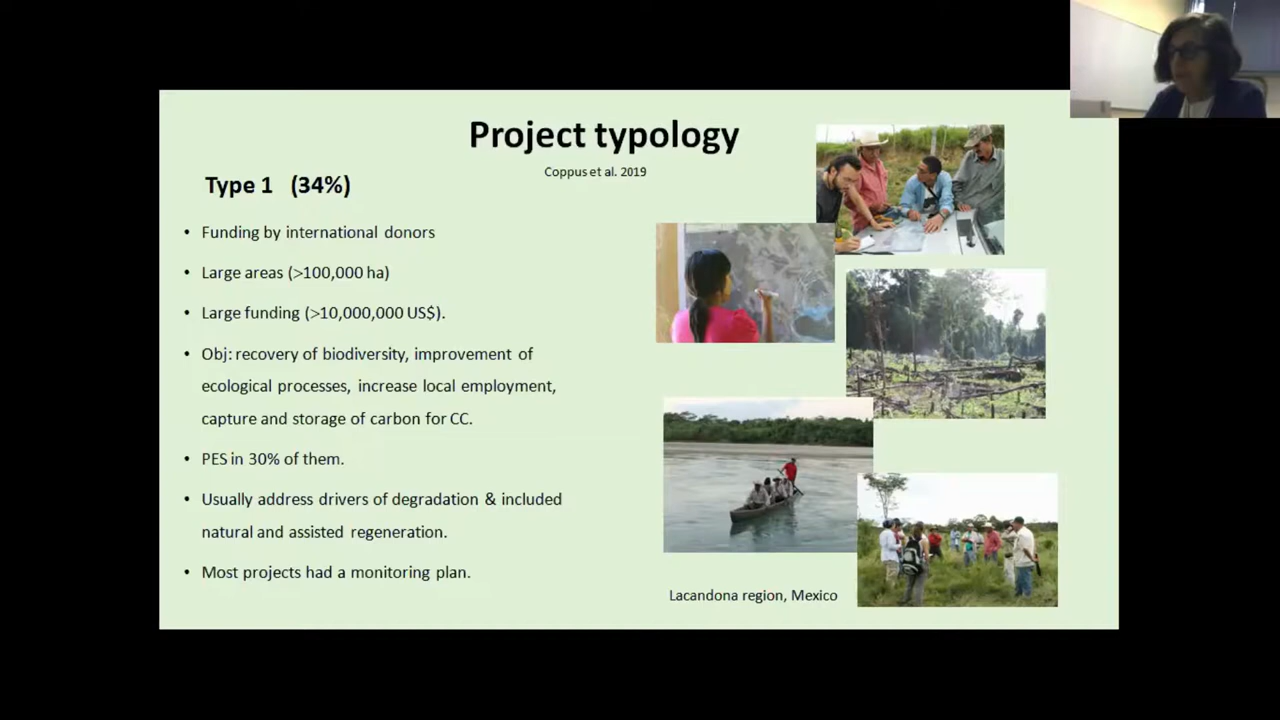 Project typology
Coppus et al. 2019
Type 1 (34%)
• Funding by international donors
• Large areas (>100,000 ha)
• Large funding (>10,000,000 US$).
• Obj: recovery of biodiversity, improvement of
ecological processes, increase local employment,
capture and storage of carbon for CC.
• PES in 30% of them.
• Usually address drivers of degradation & included
natural and assisted regeneration.
• Most projects had a monitoring plan.
Lacandona region, Mexico